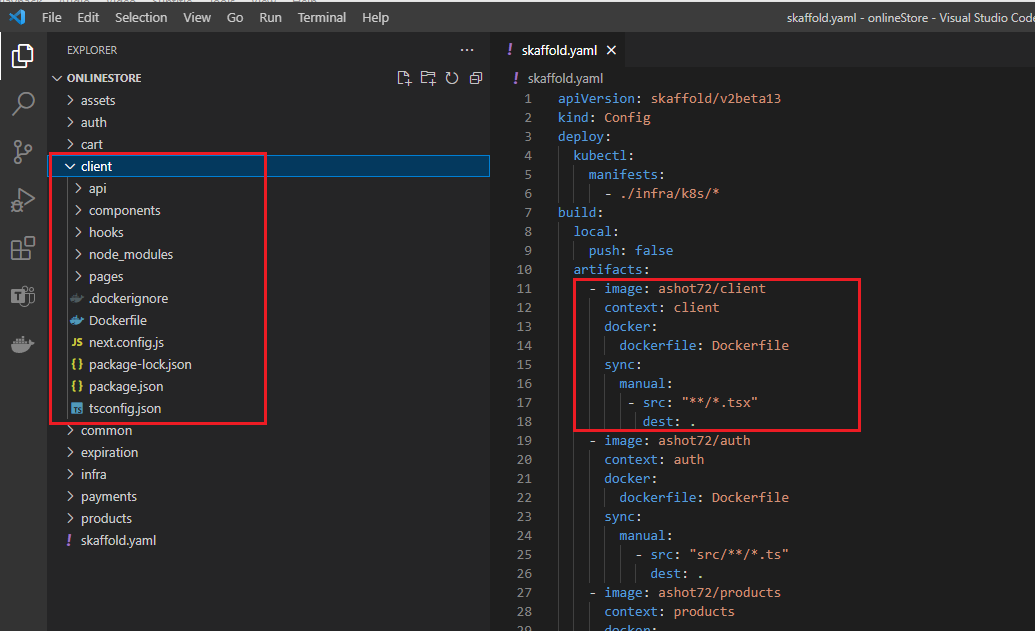 File Edit Selection View Go Run Terminal Help
skaffold.yaml - onlineStore - Visual Studio Code
EXPLORER
ONLINESTORE
assets
auth
cart
client
api
components
hooks
node_modules
pages
.dockerignore
Dockerfile
JS next.config.js
{} package-lock.json
{} package.json
TS tsconfig.json
common
expiration
infra
payments
products
! skaffold.yaml
! skaffold.yaml
! skaffold.yaml
1 apiVersion: skaffold/v2beta13
2 kind: Config
3 deploy:
4 kubectl:
5 manifests:
6 - ./infra/k8s/*
7 build:
8 local:
9 push: false
10 artifacts:
11 - image: ashot72/client
12 context: client
13 docker:
14 dockerfile: Dockerfile
15 sync:
16 manual:
17 - src: "**/*.tsx"
18 dest: .
19 - image: ashot72/auth
20 context: auth
21 docker:
22 dockerfile: Dockerfile
23 sync:
24 manual:
25 - src: "src/**/*.ts"
26 dest: .
27 - image: ashot72/products
28 context: products
29 docker: